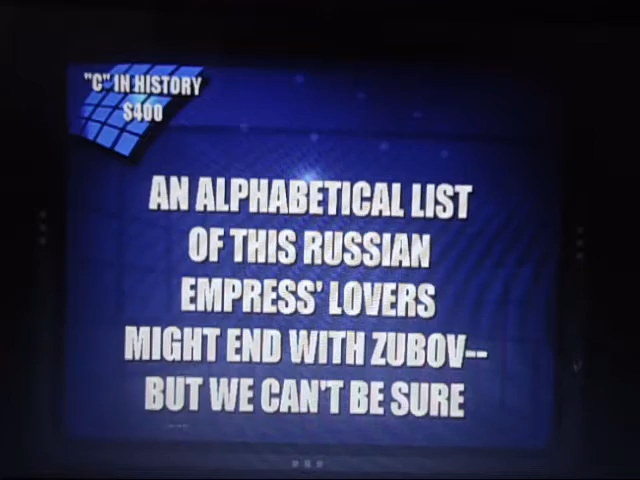 "C" IN HISTORY
$400
AN ALPHABETICAL LIST
OF THIS RUSSIAN
EMPRESS' LOVERS
MIGHT END WITH ZUBOV--
BUT WE CAN'T BE SURE